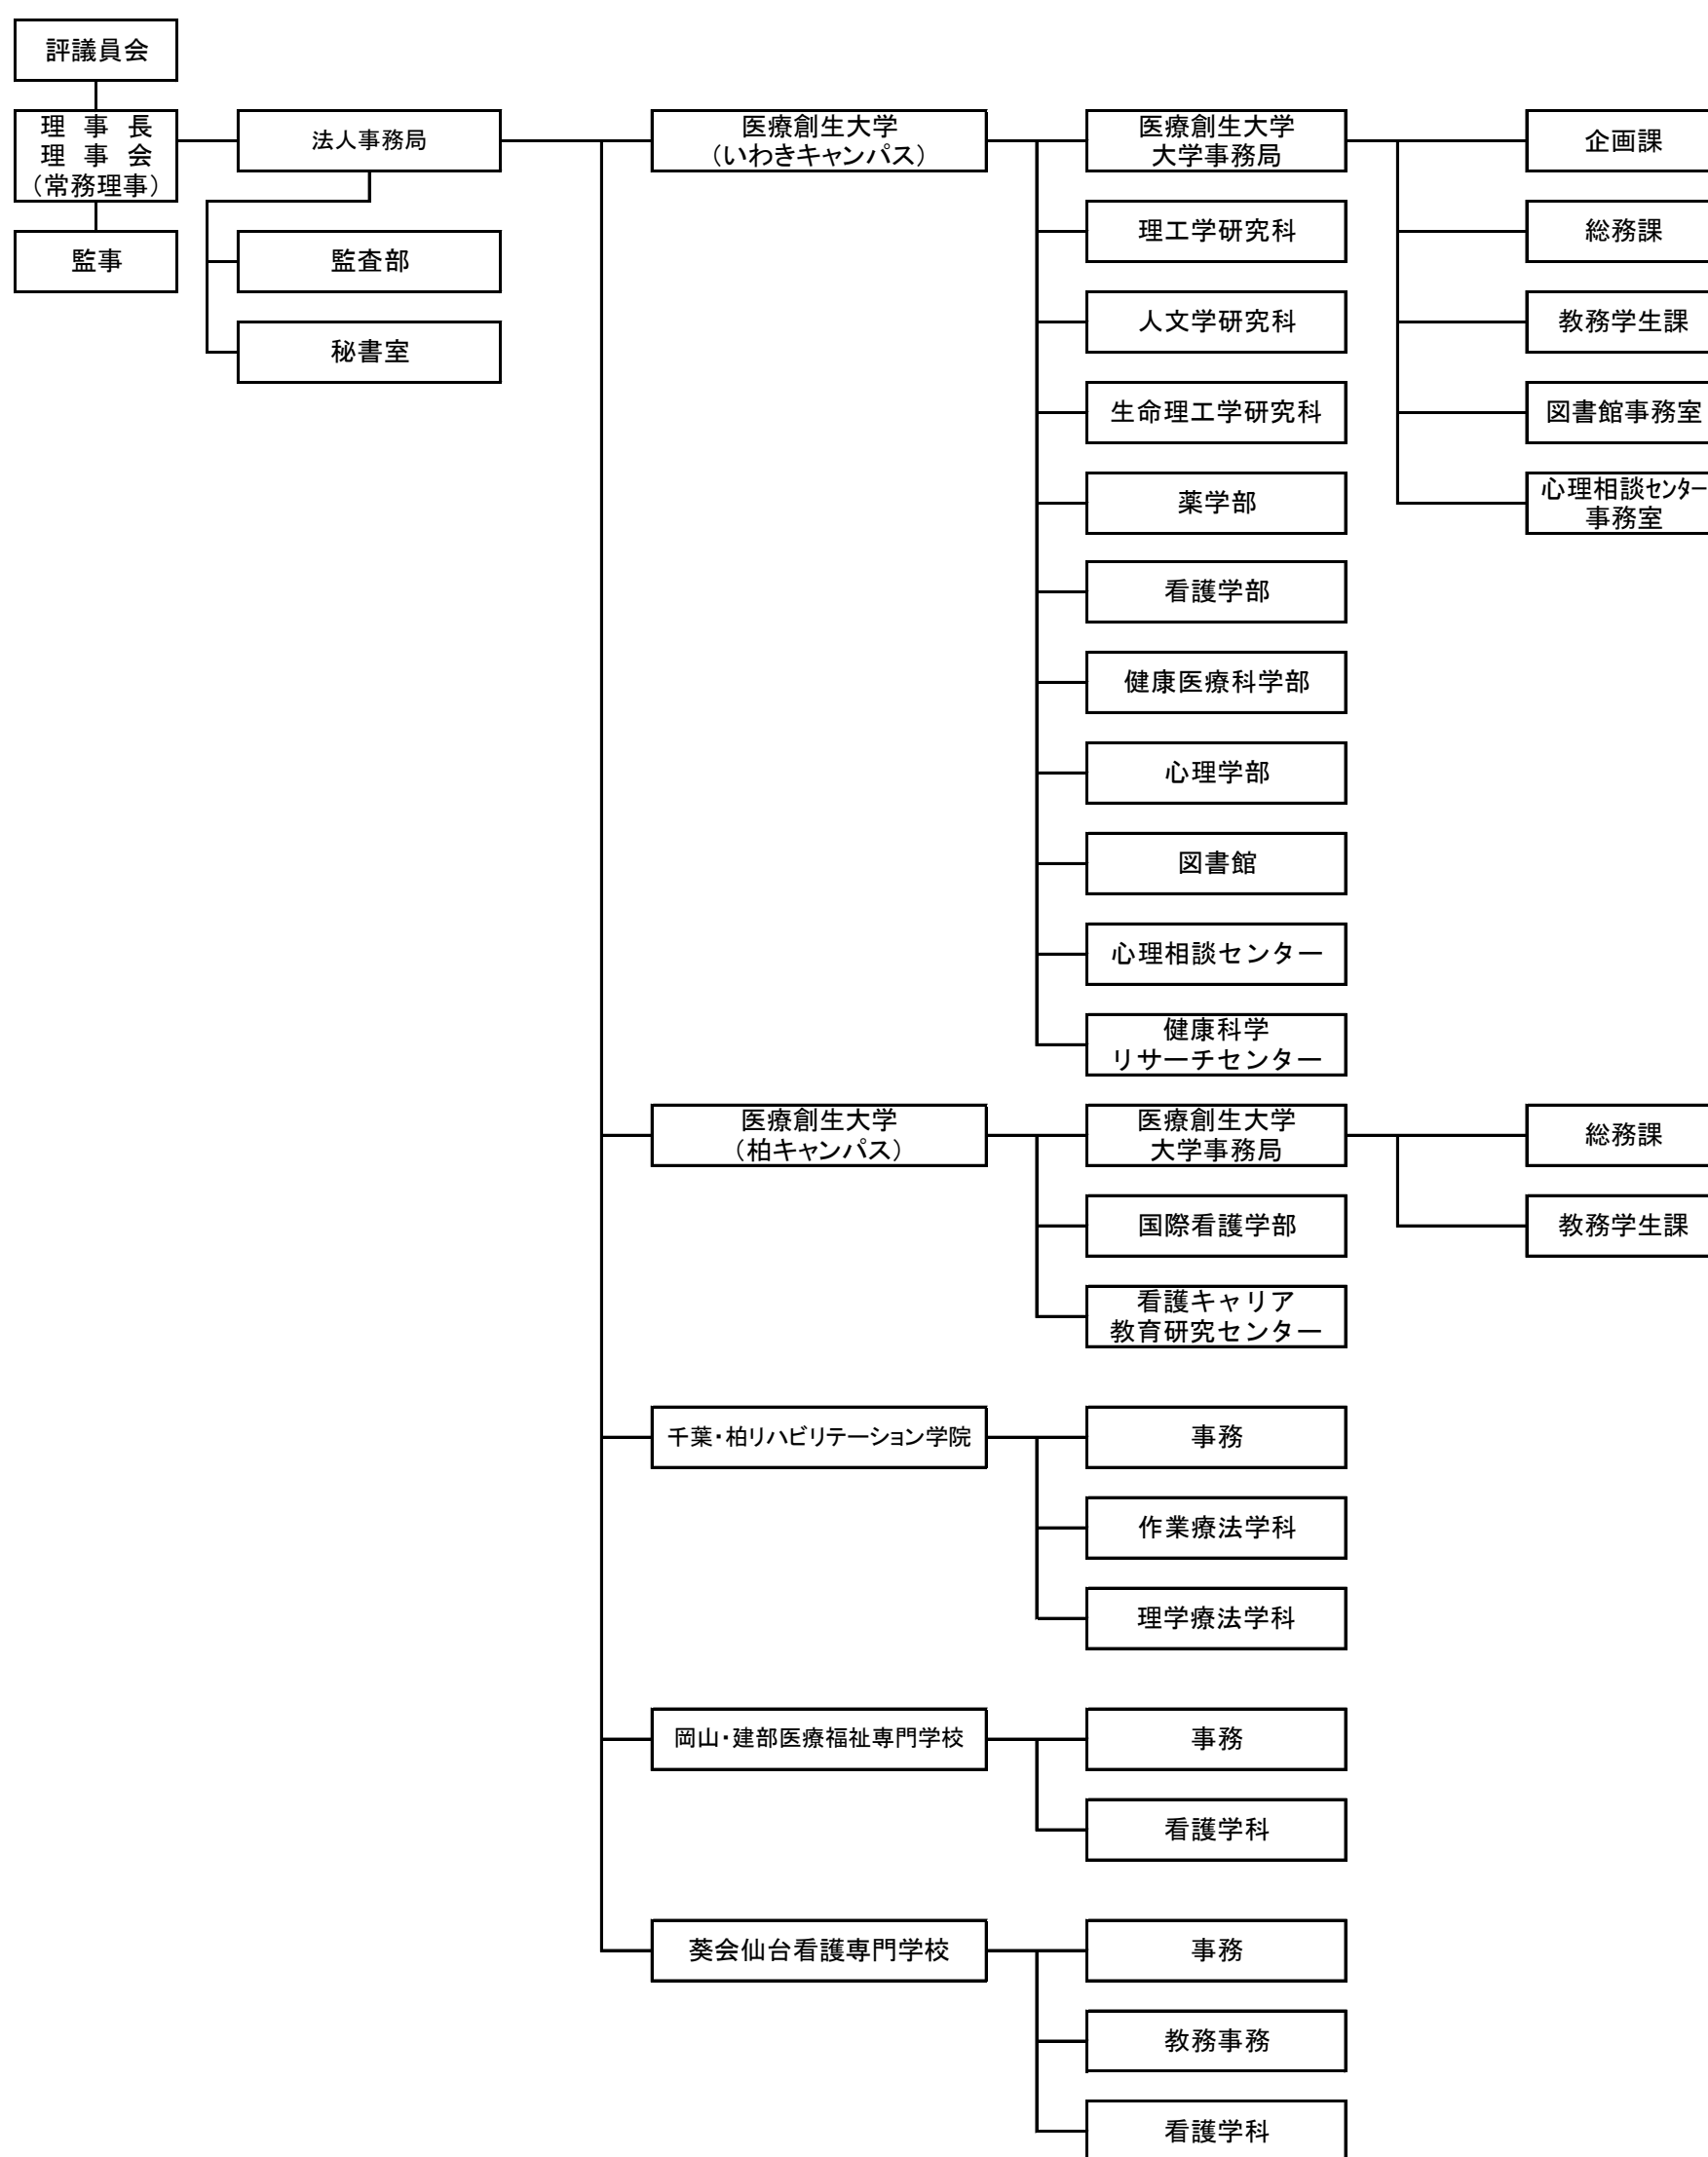 評議員会
理事長
理事会
（常務理事）
監事
法人事務局
監査部
秘書室
医療創生大学
（いわきキャンパス）
医療創生大学
大学事務局
企画課
総務課
教務学生課
図書館事務室
心理相談センター
事務室
理工学研究科
人文学研究科
生命理工学研究科
薬学部
看護学部
健康医療科学部
心理学部
図書館
心理相談センター
健康科学
リサーチセンター
医療創生大学
（柏キャンパス）
医療創生大学
大学事務局
総務課
教務学生課
国際看護学部
看護キャリア
教育研究センター
千葉・柏リハビリテーション学院
事務
作業療法学科
理学療法学科
岡山・建部医療福祉専門学校
事務
看護学科
葵会仙台看護専門学校
事務
教務事務
看護学科